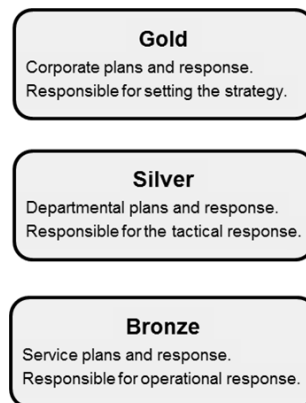 Gold
Corporate plans and response.
Responsible for setting the strategy.
Silver
Departmental plans and response.
Responsible for the tactical response.
Bronze
Service plans and response.
Responsible for operational response.